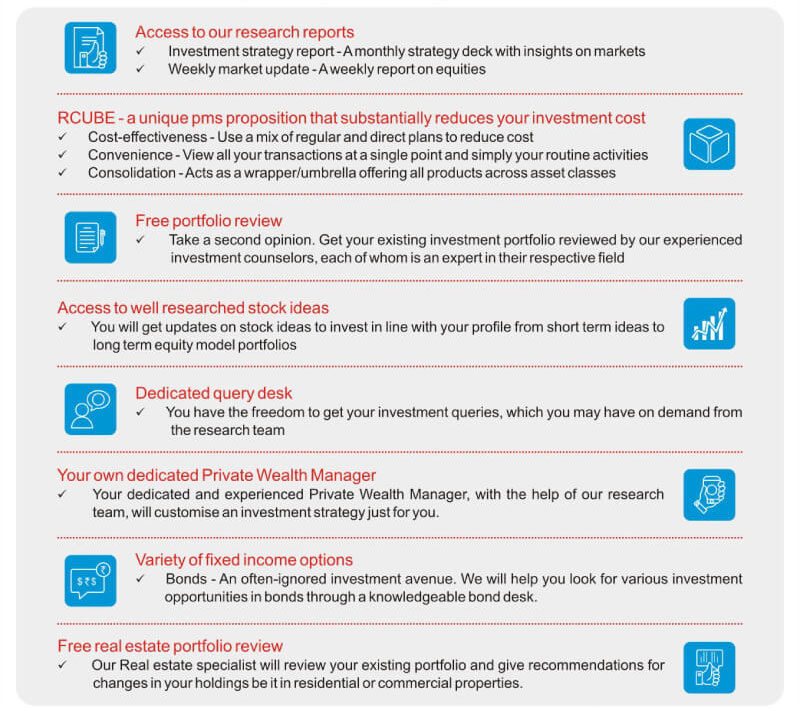 Access to our research reports
✓ Investment strategy report - A monthly strategy deck with insights on markets
✓ Weekly market update - A weekly report on equities
RCUBE - a unique pms proposition that substantially reduces your investment cost
✓ Cost-effectiveness - Use a mix of regular and direct plans to reduce cost
✓ Convenience - View all your transactions at a single point and simply your routine activities
✓ Consolidation - Acts as a wrapper/umbrella offering all products across asset classes
Free portfolio review
✓ Take a second opinion. Get your existing investment portfolio reviewed by our experienced
investment counselors, each of whom is an expert in their respective field
Access to well researched stock ideas
✓ You will get updates on stock ideas to invest in line with your profile from short term ideas to
long term equity model portfolios
Dedicated query desk
✓ You have the freedom to get your investment queries, which you may have on demand from
the research team
Your own dedicated Private Wealth Manager
✓ Your dedicated and experienced Private Wealth Manager, with the help of our research
team, will customise an investment strategy just for you.
Variety of fixed income options
₹
$₹$
✓ Bonds - An often-ignored investment avenue. We will help you look for various investment
opportunities in bonds through a knowledgeable bond desk.
Free real estate portfolio review
✓ Our Real estate specialist will review your existing portfolio and give recommendations for
changes in your holdings be it in residential or commercial properties.